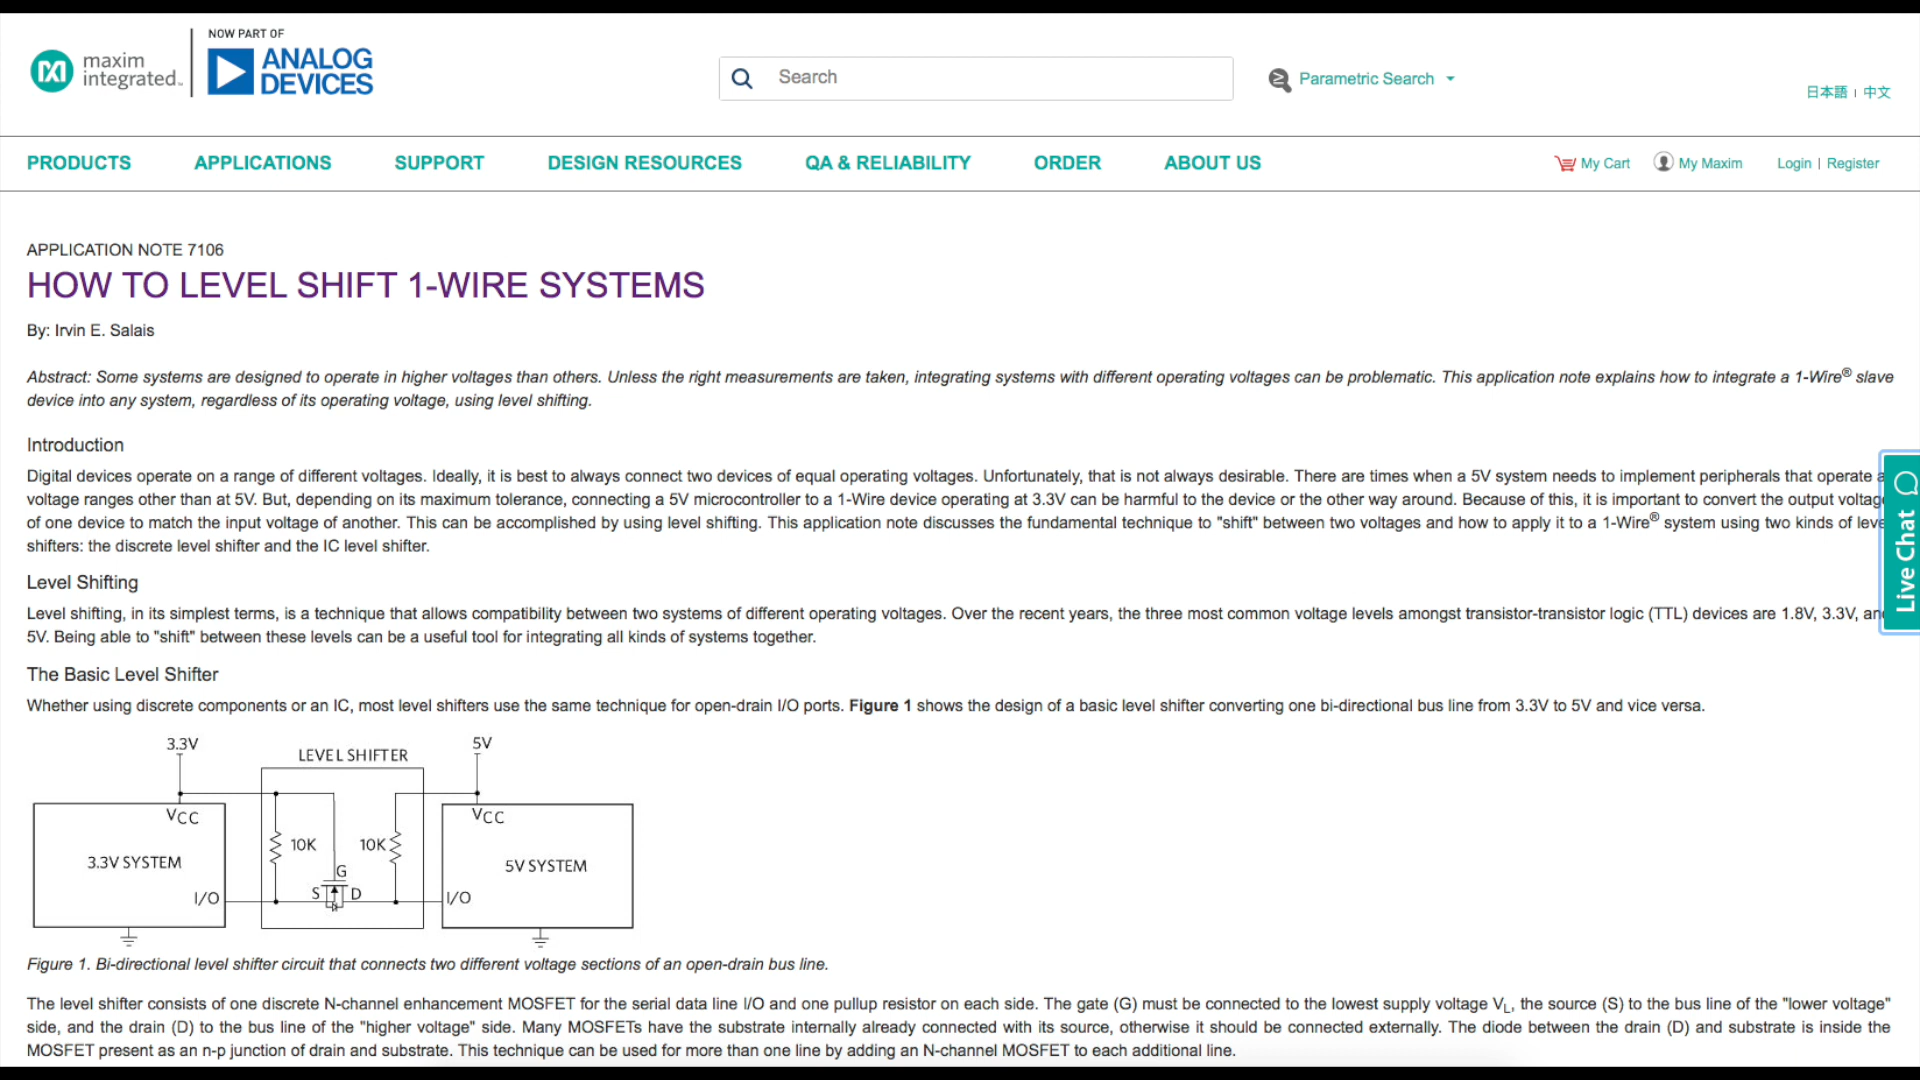 maxim integrated™
NOW PART OF
ANALOG DEVICES
Search
Parametric Search
日本語 | 中文
PRODUCTS APPLICATIONS SUPPORT DESIGN RESOURCES QA & RELIABILITY ORDER ABOUT US
My Cart My Maxim Login | Register
APPLICATION NOTE 7106
HOW TO LEVEL SHIFT 1-WIRE SYSTEMS
By: Irvin E. Salais
Abstract: Some systems are designed to operate in higher voltages than others. Unless the right measurements are taken, integrating systems with different operating voltages can be problematic. This application note explains how to integrate a 1-Wire® slave
device into any system, regardless of its operating voltage, using level shifting.
Introduction
Digital devices operate on a range of different voltages. Ideally, it is best to always connect two devices of equal operating voltages. Unfortunately, that is not always desirable. There are times when a 5V system needs to implement peripherals that operate
voltage ranges other than at 5V. But, depending on its maximum tolerance, connecting a 5V microcontroller to a 1-Wire device operating at 3.3V can be harmful to the device or the other way around. Because of this, it is important to convert the output voltag
of one device to match the input voltage of another. This can be accomplished by using level shifting. This application note discusses the fundamental technique to "shift" between two voltages and how to apply it to a 1-Wire® system using two kinds of leve
shifters: the discrete level shifter and the IC level shifter.
Level Shifting
Level shifting, in its simplest terms, is a technique that allows compatibility between two systems of different operating voltages. Over the recent years, the three most common voltage levels amongst transistor-transistor logic (TTL) devices are 1.8V, 3.3V, an
5V. Being able to "shift" between these levels can be a useful tool for integrating all kinds of systems together.
Live Chat
The Basic Level Shifter
Whether using discrete components or an IC, most level shifters use the same technique for open-drain I/O ports. Figure 1 shows the design of a basic level shifter converting one bi-directional bus line from 3.3V to 5V and vice versa.
3.3V
LEVEL SHIFTER
5V
VCC
VCC
10K
10K
3.3V SYSTEM
5V SYSTEM
G
S
D
I/O
I/O
Figure 1. Bi-directional level shifter circuit that connects two different voltage sections of an open-drain bus line.
The level shifter consists of one discrete N-channel enhancement MOSFET for the serial data line I/O and one pullup resistor on each side. The gate (G) must be connected to the lowest supply voltage VL, the source (S) to the bus line of the "lower voltage"
side, and the drain (D) to the bus line of the "higher voltage" side. Many MOSFETs have the substrate internally already connected with its source, otherwise it should be connected externally. The diode between the drain (D) and substrate is inside the
MOSFET present as an n-p junction of drain and substrate. This technique can be used for more than one line by adding an N-channel MOSFET to each additional line.